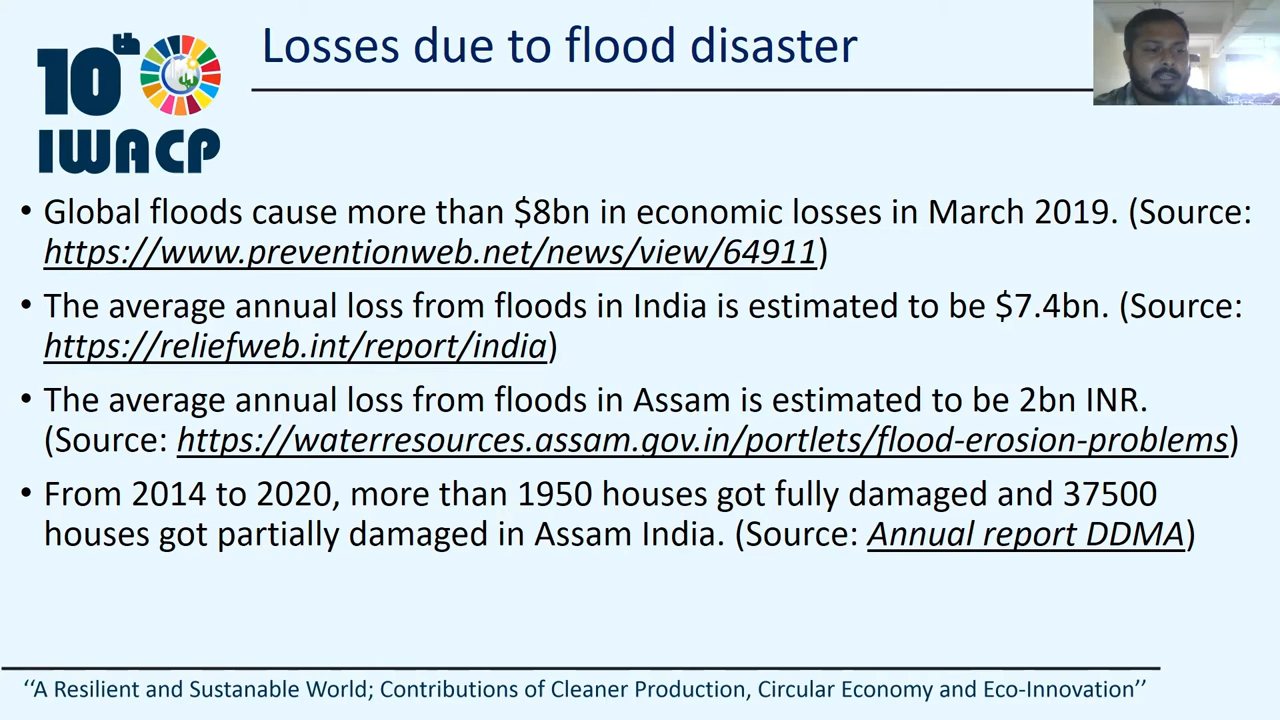 10th
IWACP
Losses due to flood disaster
• Global floods cause more than $8bn in economic losses in March 2019. (Source:
https://www.preventionweb.net/news/view/64911)
• The average annual loss from floods in India is estimated to be $7.4bn. (Source:
https://reliefweb.int/report/india)
• The average annual loss from floods in Assam is estimated to be 2bn INR.
(Source: https://waterresources.assam.gov.in/portlets/flood-erosion-problems)
• From 2014 to 2020, more than 1950 houses got fully damaged and 37500
houses got partially damaged in Assam India. (Source: Annual report DDMA)
‘‘A Resilient and Sustanable World; Contributions of Cleaner Production, Circular Economy and Eco-Innovation’’